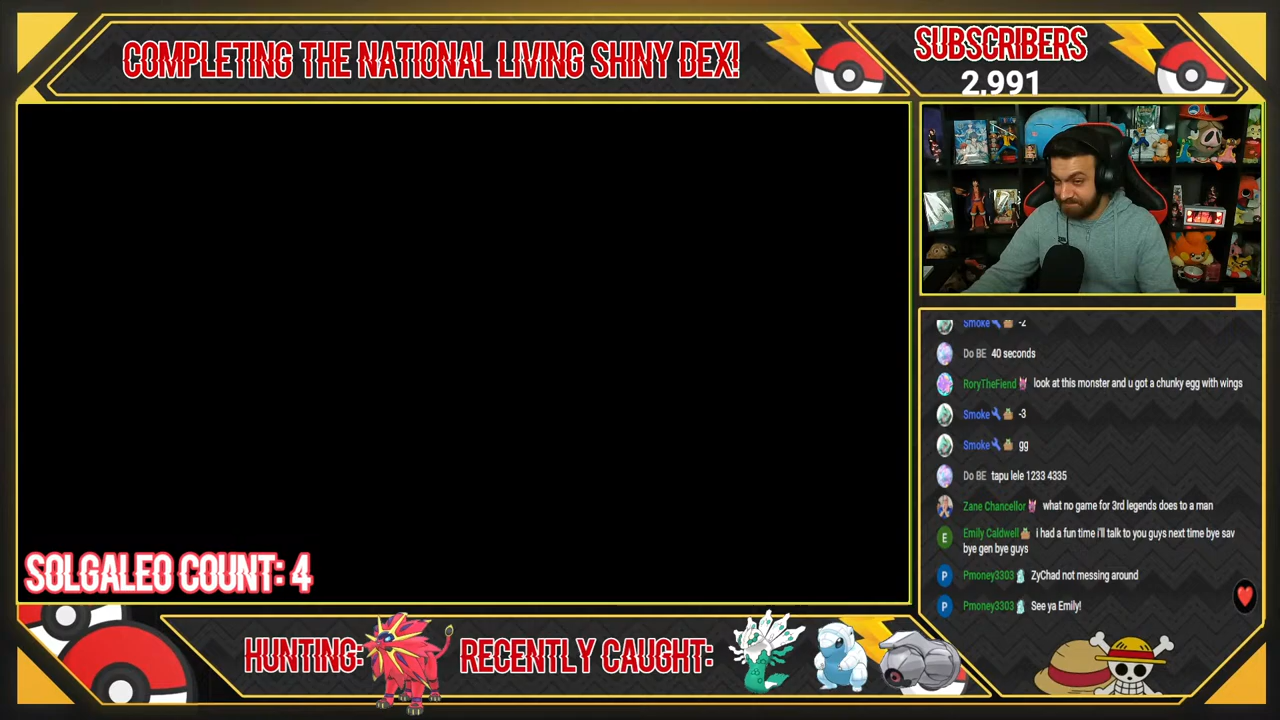 COMPLETING THE NATIONAL LIVING SHINY DEX!
SUBSCRIBERS
2,991
Smoke -2
Do BE 40 seconds
RoryTheFiend look at this monster and u got a chunky egg with wings
Smoke -3
Smoke gg
Do BE tapu lele 1233 4335
Zane Chancellor what no game for 3rd legends does to a man
E Emily Caldwell i had a fun time i'll talk to you guys next time bye sav
bye gen bye guys
P Pmoney3303 ZyChad not messing around
P Pmoney3303 See ya Emily!
SOLGALEO COUNT: 4
HUNTING:
RECENTLY CAUGHT: